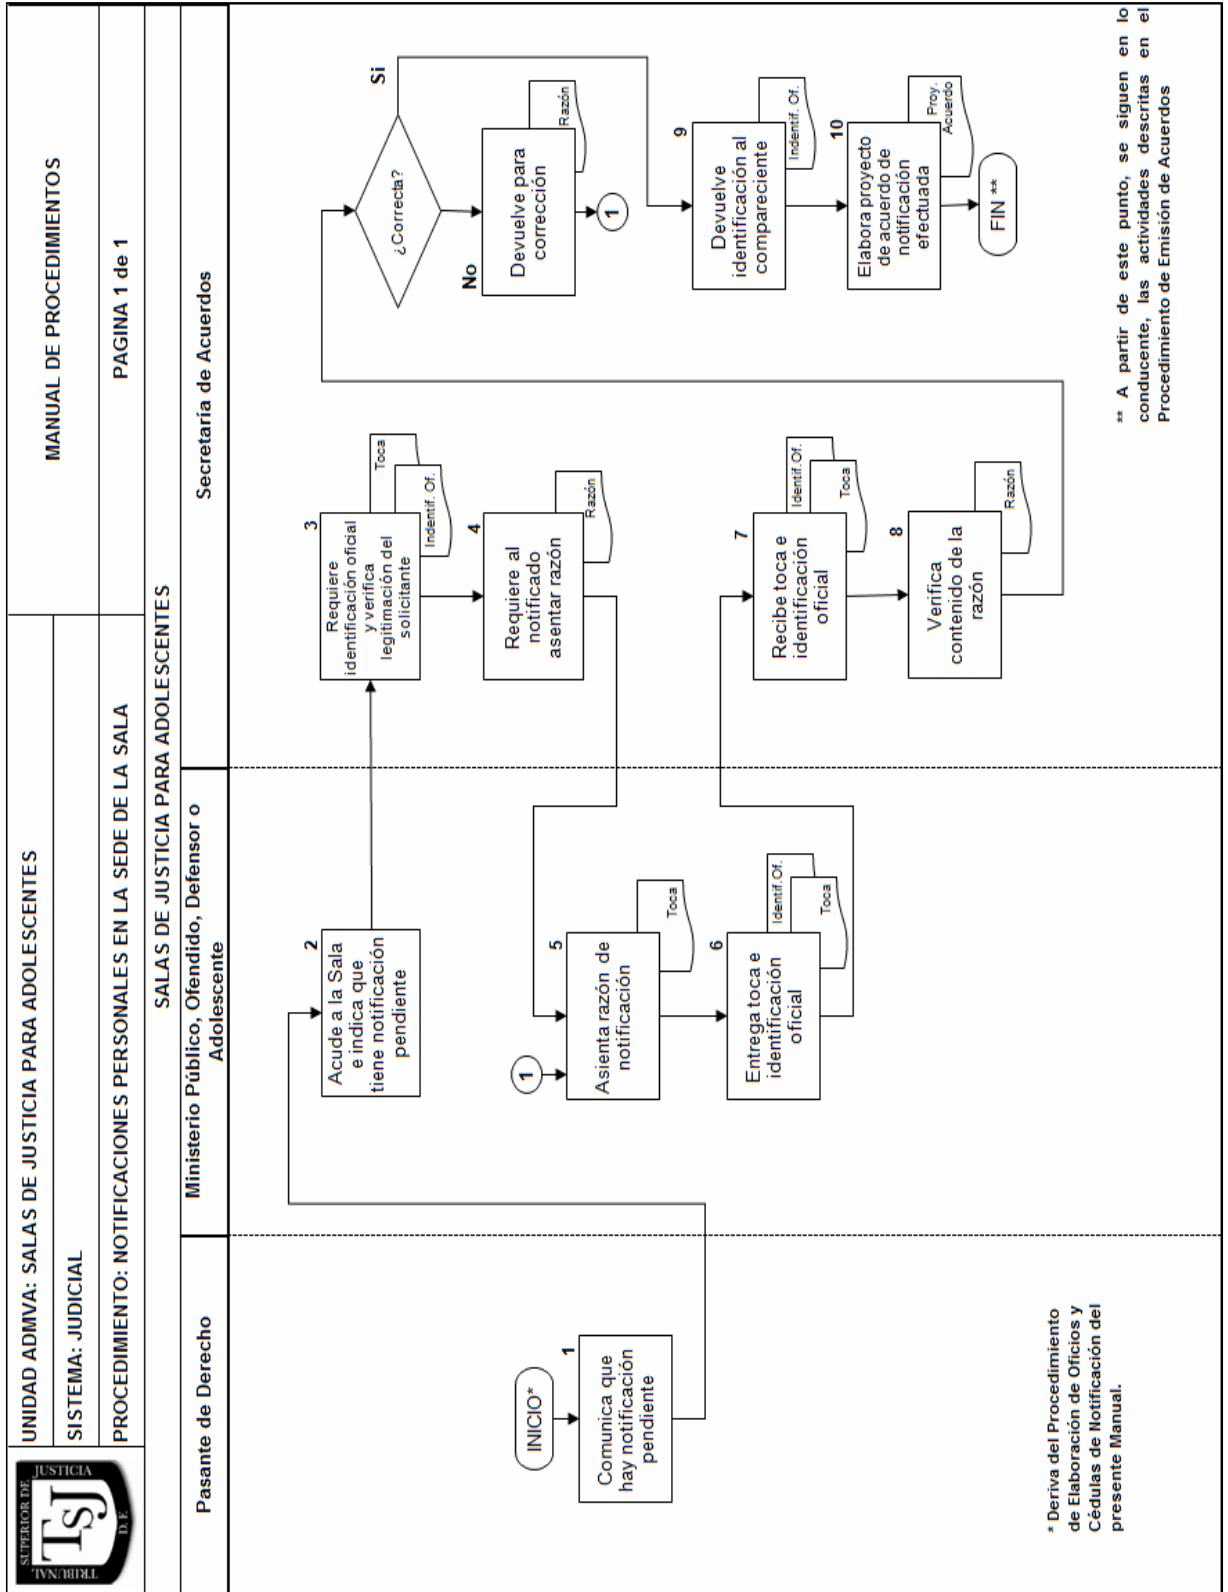 TRIBUNAL
SUPERIOR DE
JUSTICIA
D. F.
TSJ
UNIDAD ADMVA: SALAS DE JUSTICIA PARA ADOLESCENTES
MANUAL DE PROCEDIMIENTOS
SISTEMA: JUDICIAL
PROCEDIMIENTO: NOTIFICACIONES PERSONALES EN LA SEDE DE LA SALA
PAGINA 1 de 1
SALAS DE JUSTICIA PARA ADOLESCENTES
Pasante de Derecho
Ministerio Público, Ofendido, Defensor o
Adolescente
Secretaría de Acuerdos
INICIO*
1
Comunica que
hay notificación
pendiente
2
Acude a la Sala
e indica que
tiene notificación
pendiente
3
Requiere
identificación oficial
y verifica
legitimación del
solicitante
Toca
Indentif. Of.
4
Requiere al
notificado
asentar razón
Razón
1
5
Asienta razón de
notificación
Toca
6
Entrega toca e
identificación
oficial
Identif.Of.
Toca
7
Recibe toca e
identificación
oficial
Identif.Of.
Toca
8
Verifica
contenido de la
razón
Razón
¿Correcta?
Si
No
Devuelve para
corrección
Razón
1
9
Devuelve
identificación al
compareciente
Indentif. Of.
10
Elabora proyecto
de acuerdo de
notificación
efectuada
Proy.
Acuerdo
FIN **
* Deriva del Procedimiento
de Elaboración de Oficios y
Cédulas de Notificación del
presente Manual.
** A partir de este punto, se siguen en lo
conducente, las actividades descritas en el
Procedimiento de Emisión de Acuerdos